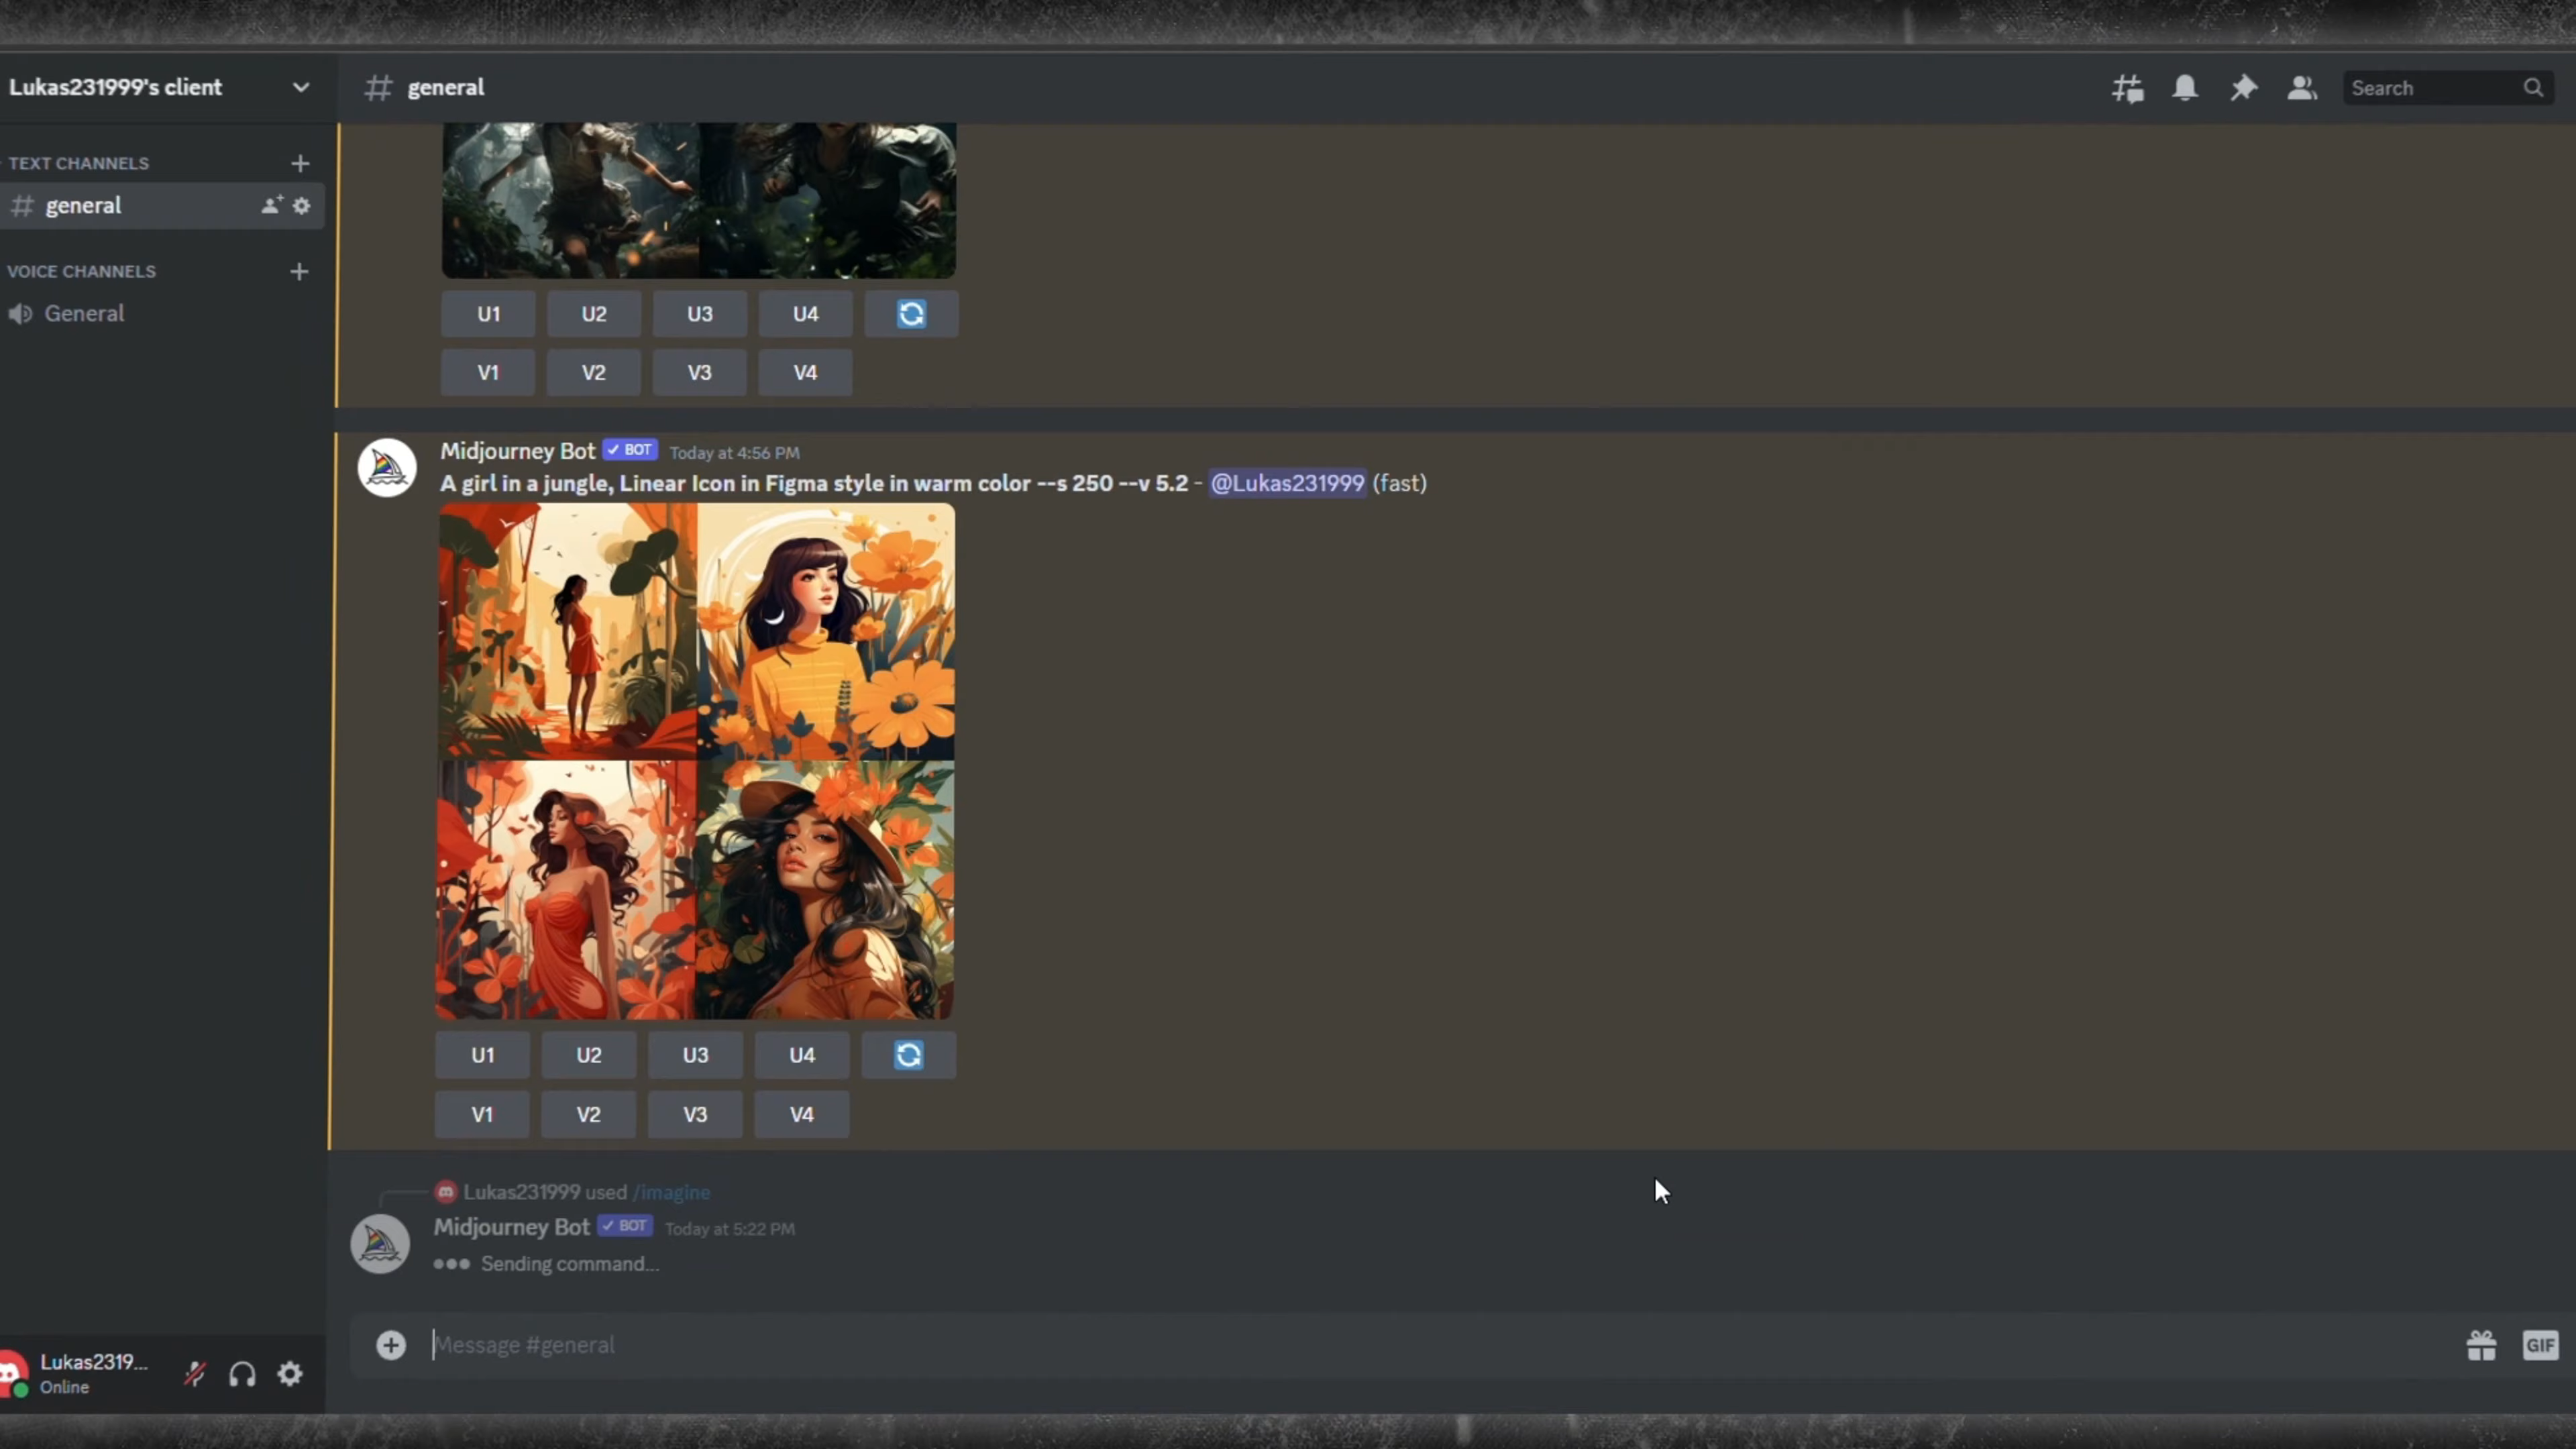 Lukas231999's client
general
Search
TEXT CHANNELS
general
VOICE CHANNELS
General
U1 U2 U3 U4
V1 V2 V3 V4
Midjourney Bot BOT Today at 4:56 PM
A girl in a jungle, Linear Icon in Figma style in warm color --s 250 --v 5.2 - @Lukas231999 (fast)
U1 U2 U3 U4
V1 V2 V3 V4
Lukas231999 used /imagine
Midjourney Bot BOT Today at 5:22 PM
Sending command...
Message #general
GIF
Lukas2319...
Online